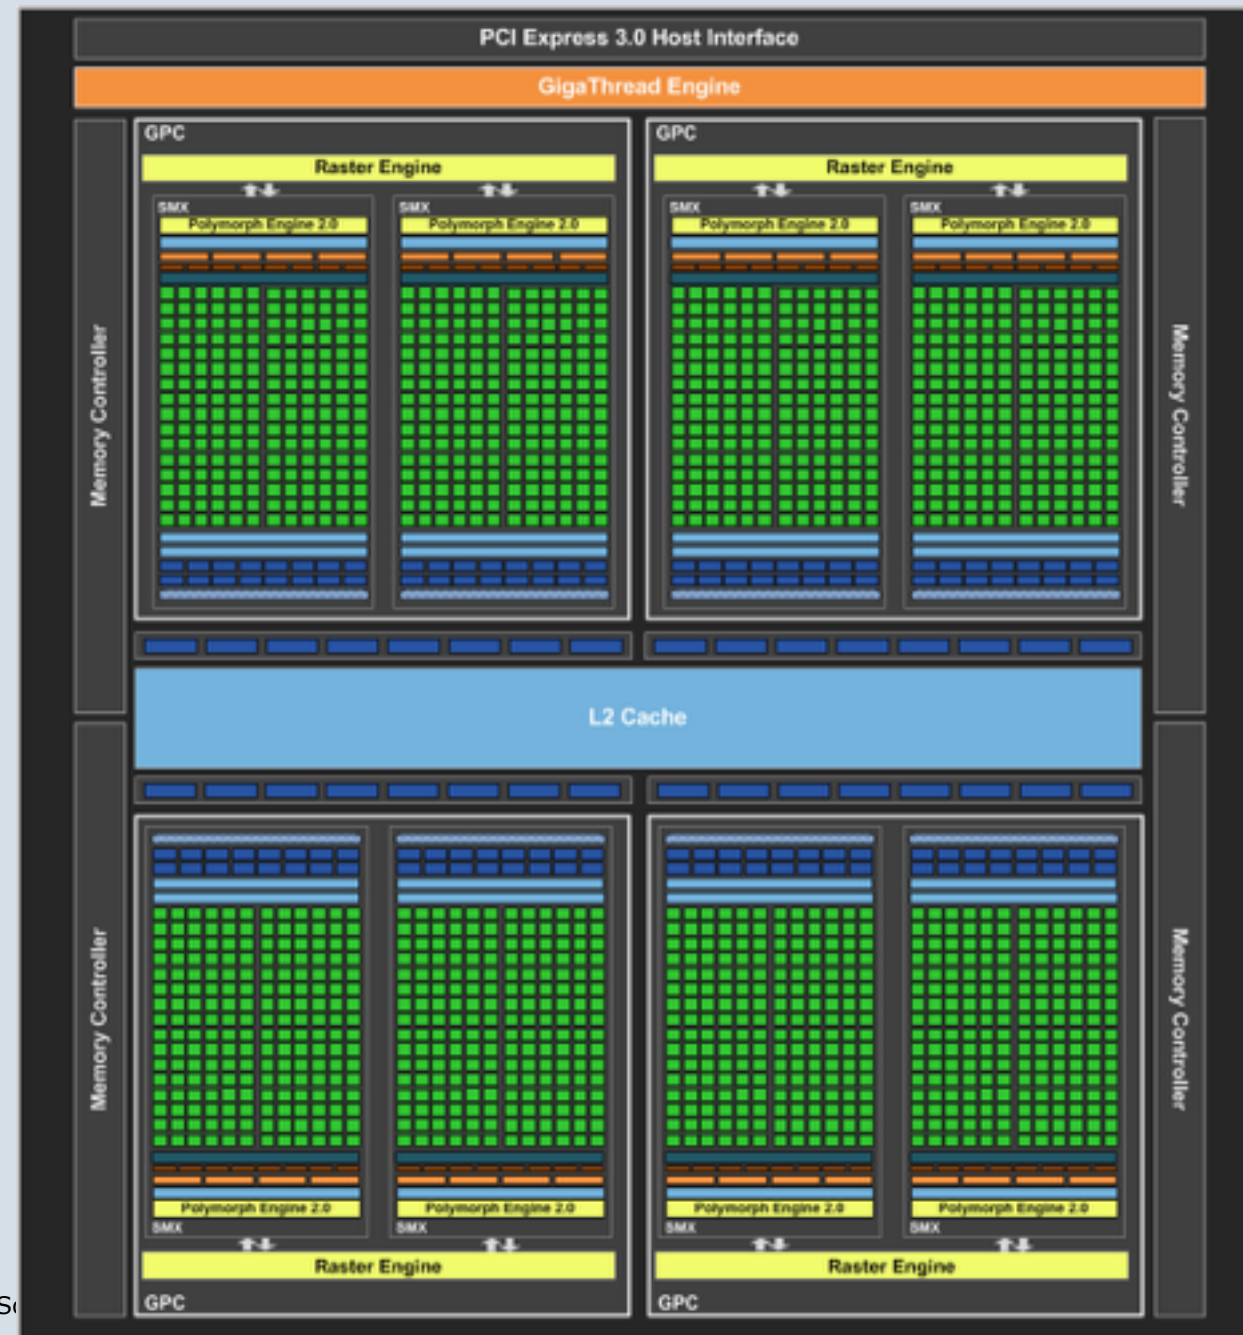 PCI Express 3.0 Host Interface
GigaThread Engine
Memory Controller
GPC
Raster Engine
SMX
Polymorph Engine 2.0
SMX
Polymorph Engine 2.0
GPC
Raster Engine
SMX
Polymorph Engine 2.0
SMX
Polymorph Engine 2.0
Memory Controller
L2 Cache
Memory Controller
Polymorph Engine 2.0
SMX
Polymorph Engine 2.0
SMX
Raster Engine
GPC
Polymorph Engine 2.0
SMX
Polymorph Engine 2.0
SMX
Raster Engine
GPC
Memory Controller